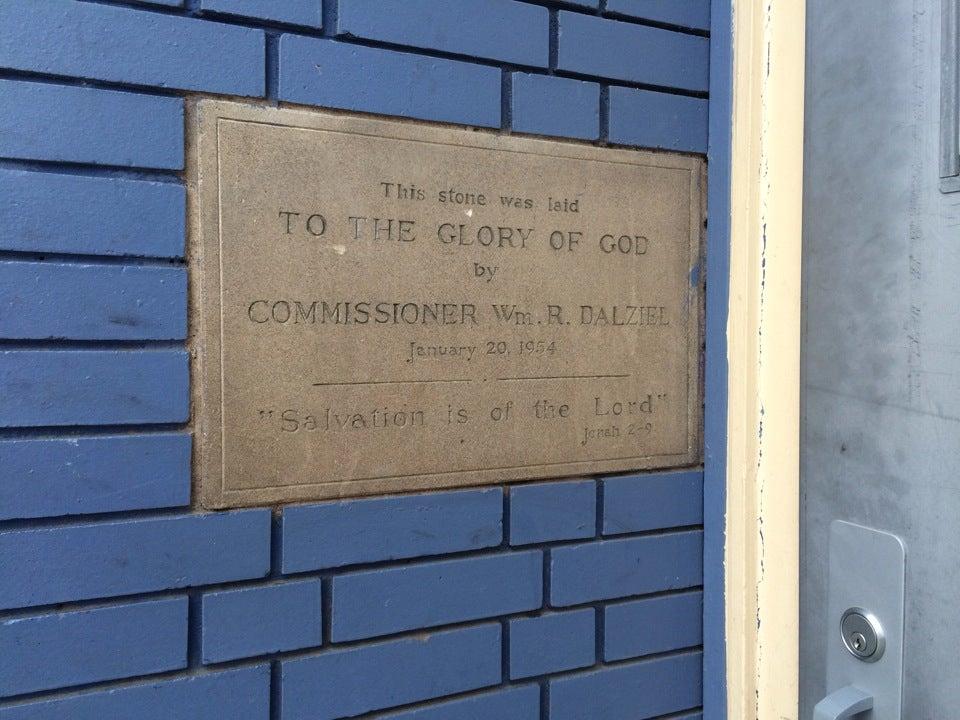 This stone was laid
TO THE GLORY OF GOD
by
COMMISSIONER Wm. R. DALZIEL
January 20, 1954
"Salvation is of the Lord"
Jonah 2-9